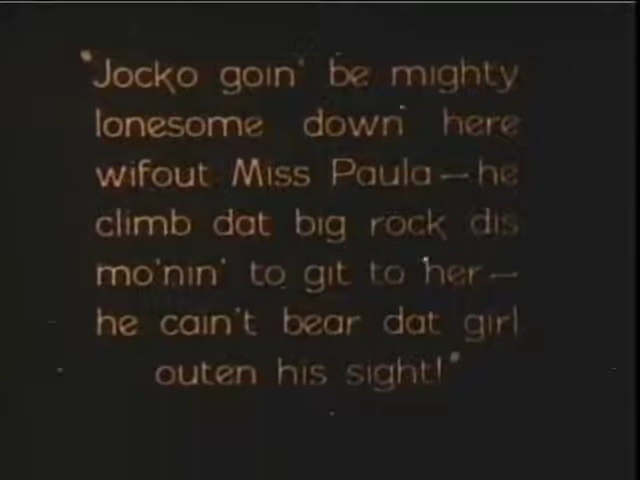 "Jocko goin' be mighty
lonesome down here
wifout Miss Paula—he
climb dat big rock dis
mo'nin' to git to her—
he cain't bear dat girl
outen his sight!"